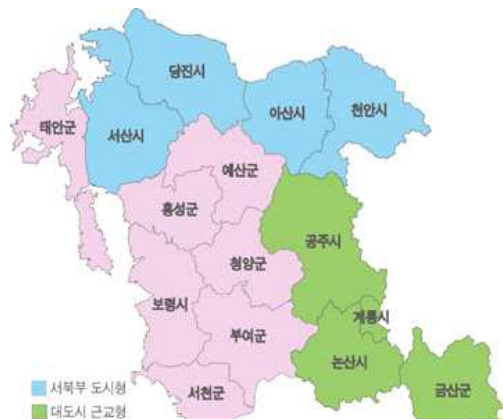 당진시
아산시
천안시
태안군
서산시
예산군
홍성군
공주시
청양군
보령시
계룡시
부여군
논산시
서천군
금산군
서북부 도시형
대도시 근교형